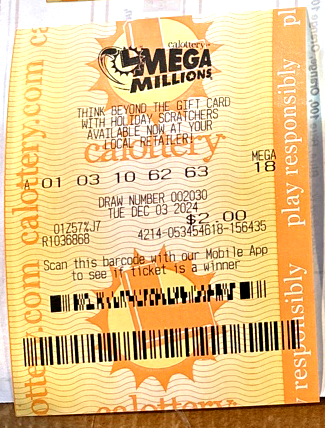 calottery
MEGA
MILLIONS
THINK BEYOND THE GIFT CARD
WITH HOLIDAY SCRATCHERS
AVAILABLE NOW AT YOUR
LOCAL RETAILER!
calottery
MEGA
A 01 03 10 62 63 18
DRAW NUMBER 002030
TUE DEC 03 2024
$2.00
01Z57%J7
R1036868 4214-053454618-156435
Scan this barcode with our Mobile App
to see if ticket is a winner
calottery
calottery.com
play responsibly